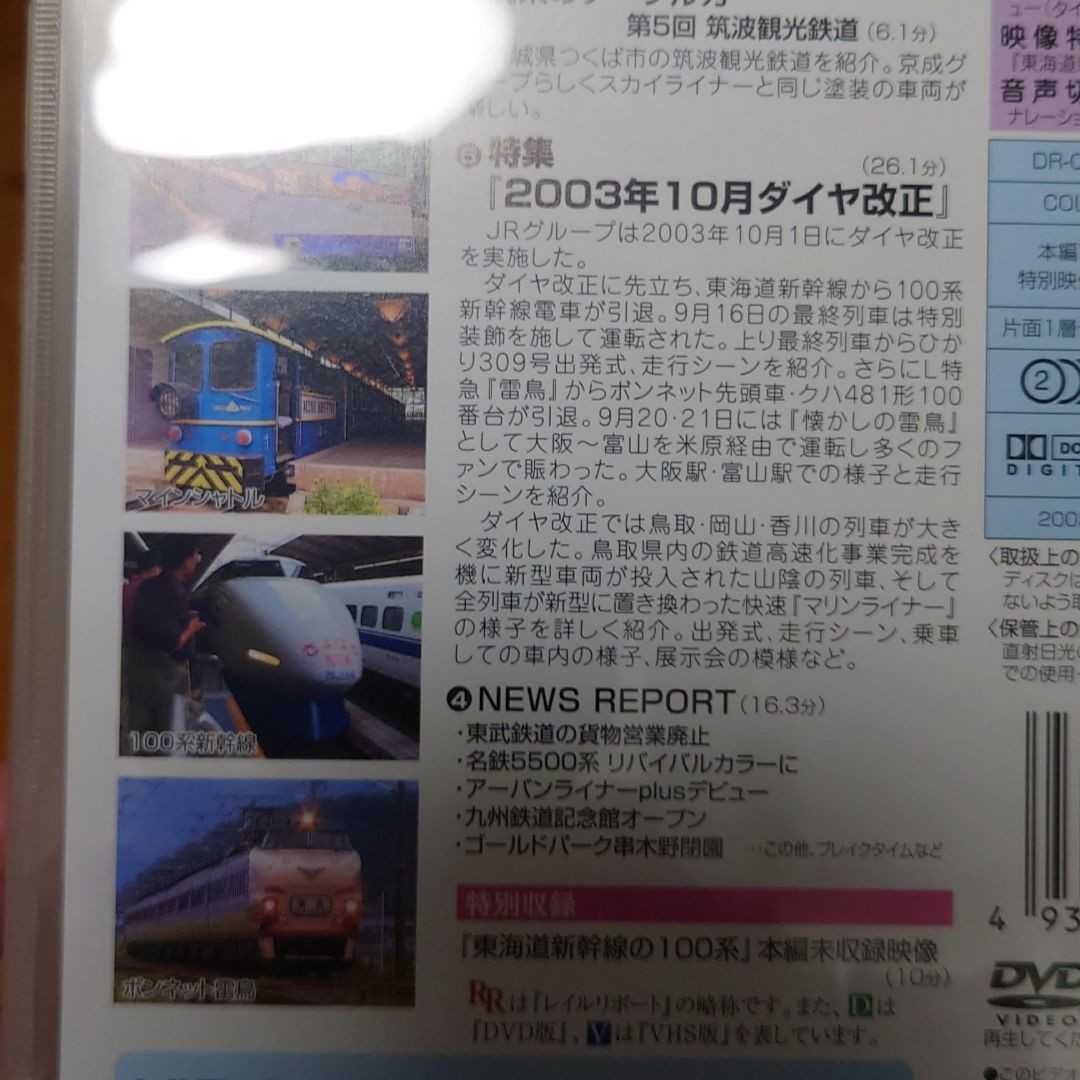 第5回 筑波観光鉄道(6.1分)
城県つくば市の筑波観光鉄道を紹介。京成グ
ープらしくスカイライナーと同じ塗装の車両が
しい。
特集
(26.1分)
『2003年10月ダイヤ改正』
JRグループは2003年10月1日にダイヤ改正
を実施した。
ダイヤ改正に先立ち、東海道新幹線から100系
新幹線電車が引退。9月16日の最終列車は特別
装飾を施して運転された。上り最終列車からひか
り309号出発式、走行シーンを紹介。さらにL特
急『雷鳥』からボンネット先頭車・クハ481形100
番台が引退。9月20・21日には『懐かしの雷鳥』
として大阪〜富山を米原経由で運転し多くのフ
ァンで賑わった。大阪駅・富山駅での様子と走行
シーンを紹介。
ダイヤ改正では鳥取・岡山・香川の列車が大き
く変化した。鳥取県内の鉄道高速化事業完成を
機に新型車両が投入された山陰の列車、そして
全列車が新型に置き換わった快速『マリンライナー』
の様子を詳しく紹介。出発式、走行シーン、乗車
しての車内の様子、展示会の模様など。
❹NEWS REPORT(16.3分)
・東武鉄道の貨物営業廃止
・名鉄5500系 リバイバルカラーに
・アーバンライナーplusデビュー
・九州鉄道記念館オープン
・ゴールドパーク串木野閉園 …この他、ブレイクタイムなど
特別収録
『東海道新幹線の100系』本編未収録映像
(10分)
RRは『レイルリポート』の略称です。また、Dは
『DVD版』、Vは『VHS版』を表しています。
マインシャトル
100系新幹線
ボンネット雷鳥
ュー(タイ
映像特
『東海道
音声切
ナレーショ
DR-
COL
本編
特別映
片面1層
2
DIGIT
200
〈取扱上の
ディスクは
ないよう取
〈保管上の
直射日光の
での使用
4 93
DVD
VIDEO
再生してくだ
●このビデオ